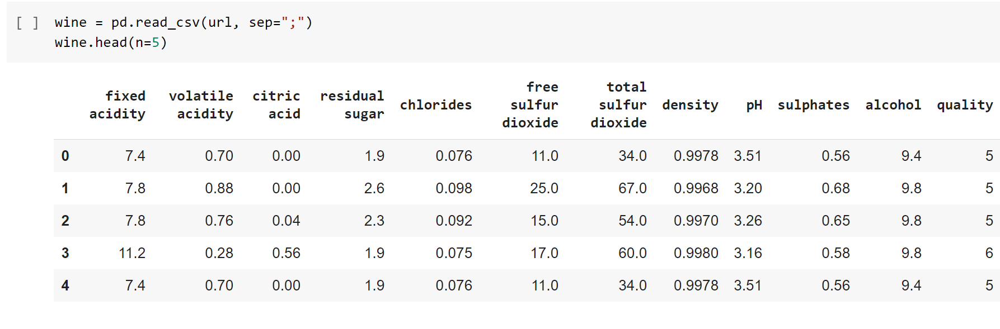 [ ] wine = pd.read_csv(url, sep=";")
wine.head(n=5)
fixed acidity volatile acidity citric acid residual sugar chlorides free sulfur dioxide total sulfur dioxide density pH sulphates alcohol quality
0 7.4 0.70 0.00 1.9 0.076 11.0 34.0 0.9978 3.51 0.56 9.4 5
1 7.8 0.88 0.00 2.6 0.098 25.0 67.0 0.9968 3.20 0.68 9.8 5
2 7.8 0.76 0.04 2.3 0.092 15.0 54.0 0.9970 3.26 0.65 9.8 5
3 11.2 0.28 0.56 1.9 0.075 17.0 60.0 0.9980 3.16 0.58 9.8 6
4 7.4 0.70 0.00 1.9 0.076 11.0 34.0 0.9978 3.51 0.56 9.4 5